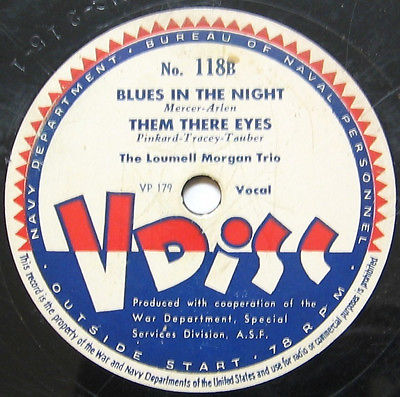 NAVY DEPARTMENT · BUREAU OF NAVAL PERSONNEL
No. 118B
BLUES IN THE NIGHT
Mercer-Arlen
THEM THERE EYES
Pinkard-Tracey-Tauber
The Loumell Morgan Trio
VP 179 Vocal
V DiSC
Produced with cooperation of the
War Department, Special
Services Division, A.S.F.
· OUTSIDE START · 78 RPM ·
This record is the property of the War and Navy Departments of the United States and use for radio or commercial purposes is prohibited